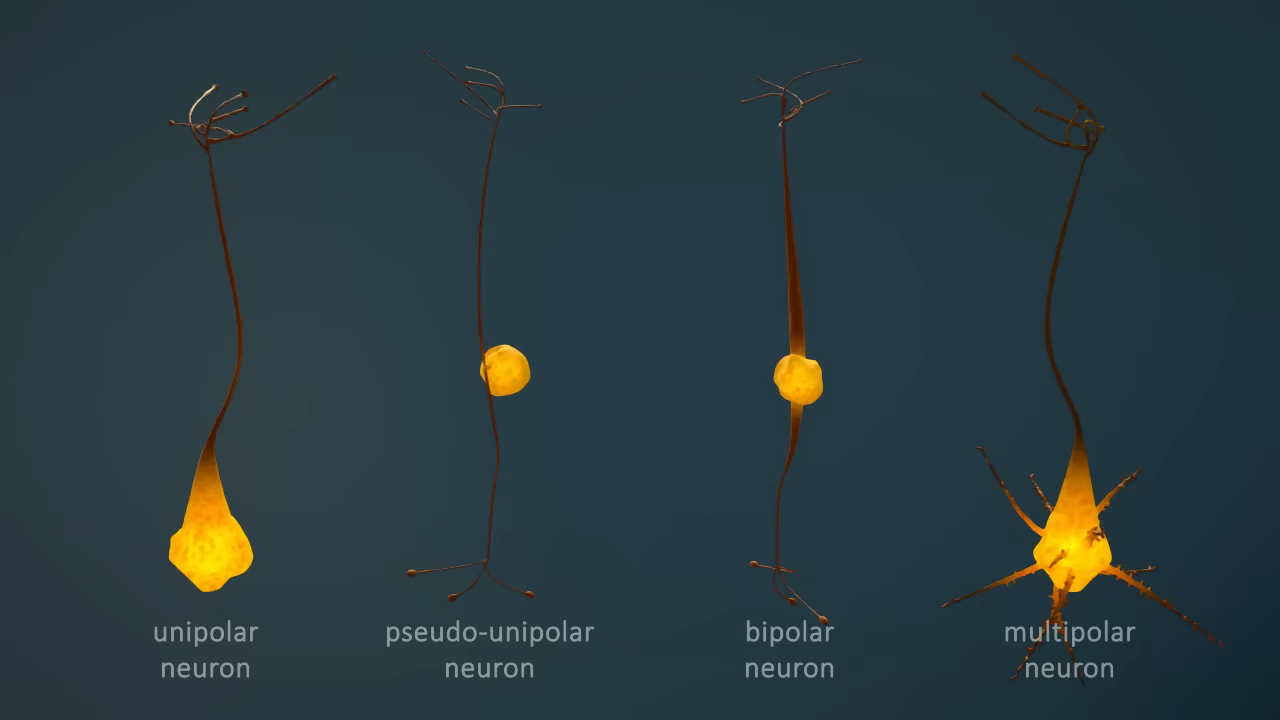 unipolar
neuron
pseudo-unipolar
neuron
bipolar
neuron
multipolar
neuron